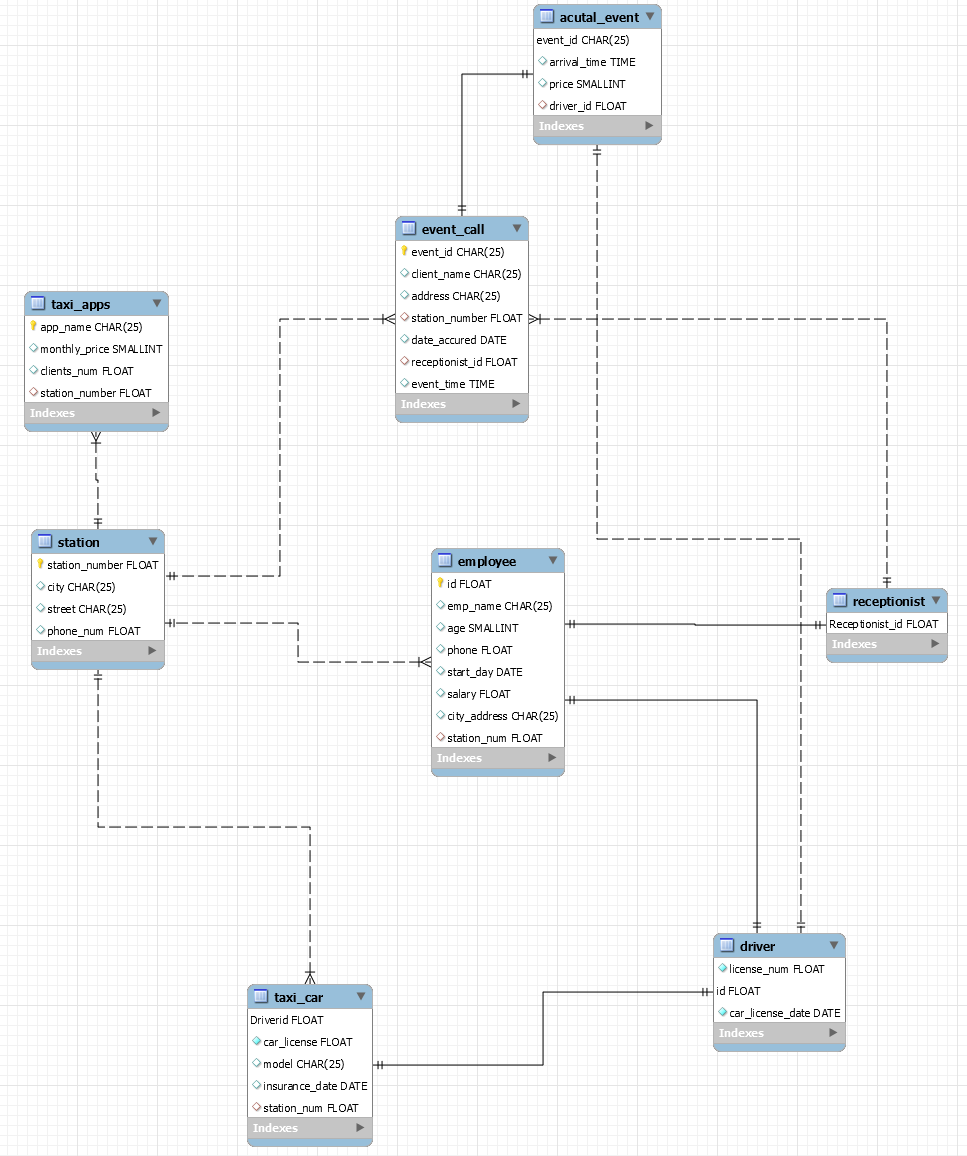 acutal_event
event_id CHAR(25)
arrival_time TIME
price SMALLINT
driver_id FLOAT
Indexes
event_call
event_id CHAR(25)
client_name CHAR(25)
address CHAR(25)
station_number FLOAT
date_accured DATE
receptionist_id FLOAT
event_time TIME
Indexes
taxi_apps
app_name CHAR(25)
monthly_price SMALLINT
clients_num FLOAT
station_number FLOAT
Indexes
station
station_number FLOAT
city CHAR(25)
street CHAR(25)
phone_num FLOAT
Indexes
employee
id FLOAT
emp_name CHAR(25)
age SMALLINT
phone FLOAT
start_day DATE
salary FLOAT
city_address CHAR(25)
station_num FLOAT
Indexes
receptionist
Receptionist_id FLOAT
Indexes
driver
license_num FLOAT
id FLOAT
car_license_date DATE
Indexes
taxi_car
Driverid FLOAT
car_license FLOAT
model CHAR(25)
insurance_date DATE
station_num FLOAT
Indexes